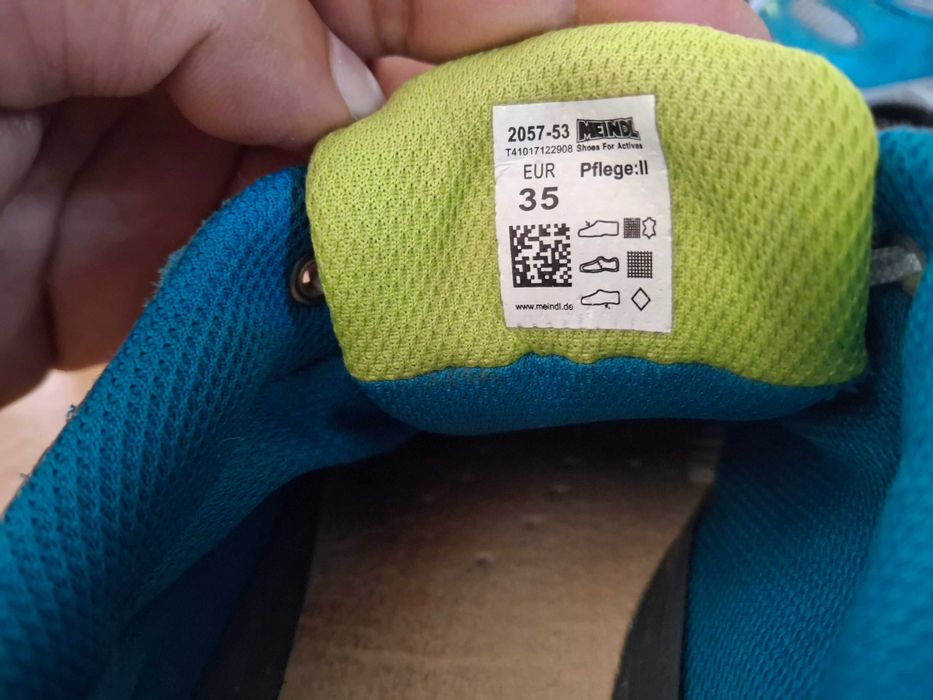 2057-53 MEINDL
T41017122908 Shoes For Actives
EUR Pflege:II
35
www.meindl.de